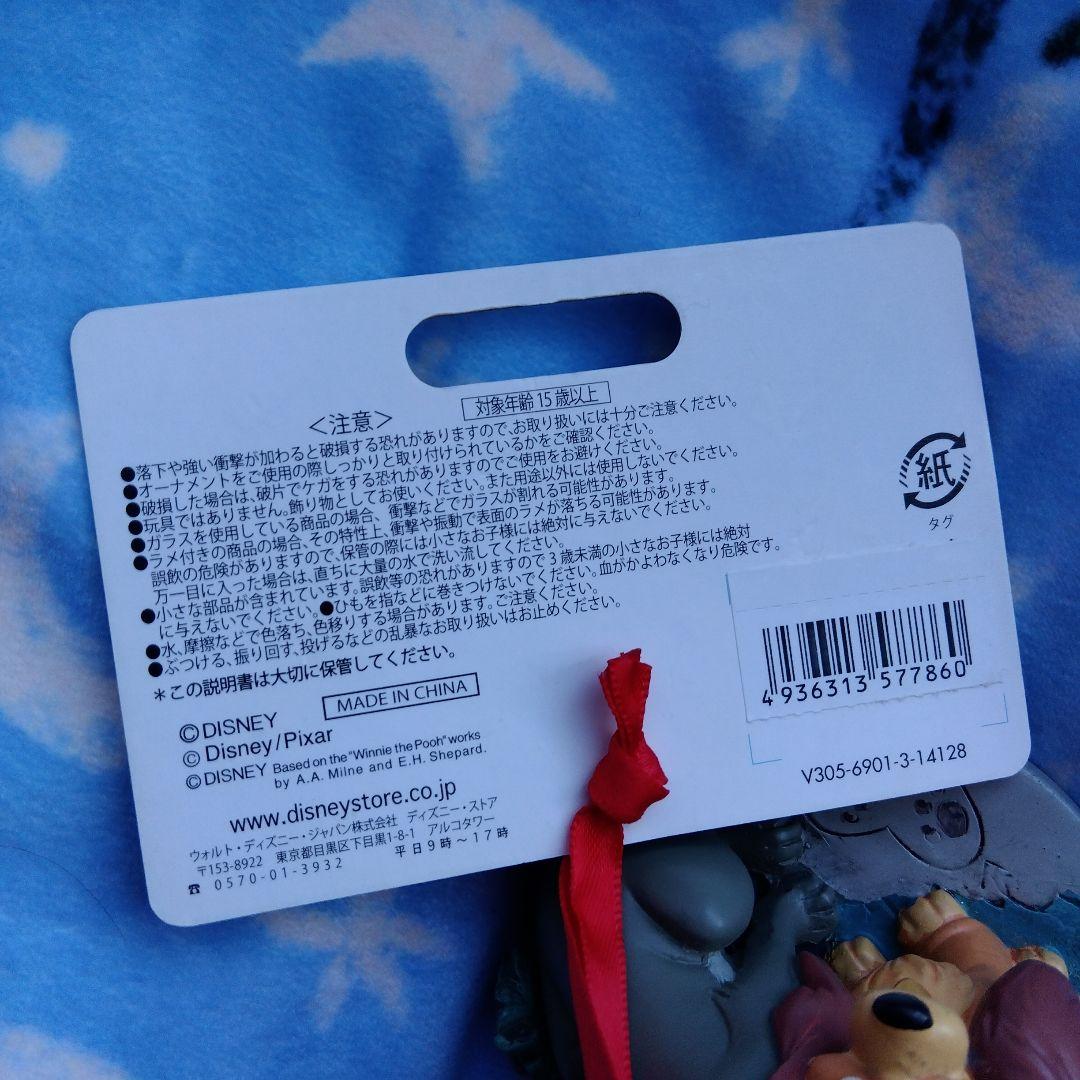 ＜注意＞
対象年齢15歳以上
●落下や強い衝撃が加わると破損する恐れがありますので、お取り扱いには十分ご注意ください。
●オーナメントをご使用の際しっかりと取り付けられているかをご確認ください。
●破損した場合は、破片でケガをする恐れがありますのでご使用をお避けください。
●玩具ではありません。飾り物としてお使いください。また用途以外には使用しないでください。
●ガラスを使用している商品の場合、衝撃などでガラスが割れる可能性があります。
●ラメ付きの商品の場合、その特性上、衝撃や振動で表面のラメが落ちる可能性があります。
誤飲の危険がありますので、保管の際には小さなお子様には絶対に与えないでください。
万一目に入った場合は、直ちに大量の水で洗い流してください。
●小さな部品が含まれています。誤飲等の恐れがありますので3歳未満の小さなお子様には絶対
に与えないでください。●ひもを指などに巻きつけないでください。血がかよわなくなり危険です。
●水、摩擦などで色落ち、色移りする場合があります。ご注意ください。
●ぶつける、振り回す、投げるなどの乱暴なお取り扱いはお止めください。
＊この説明書は大切に保管してください。
MADE IN CHINA
©DISNEY
©Disney/Pixar
©DISNEY Based on the "Winnie the Pooh" works
by A.A. Milne and E.H. Shepard.
www.disneystore.co.jp
ウォルト・ディズニー・ジャパン株式会社 ディズニー・ストア
〒153-8922 東京都目黒区下目黒1-8-1 アルコタワー
☎ 0570-01-3932 平日9時〜17時
紙
タグ
4 936313 577860
V305-6901-3-14128